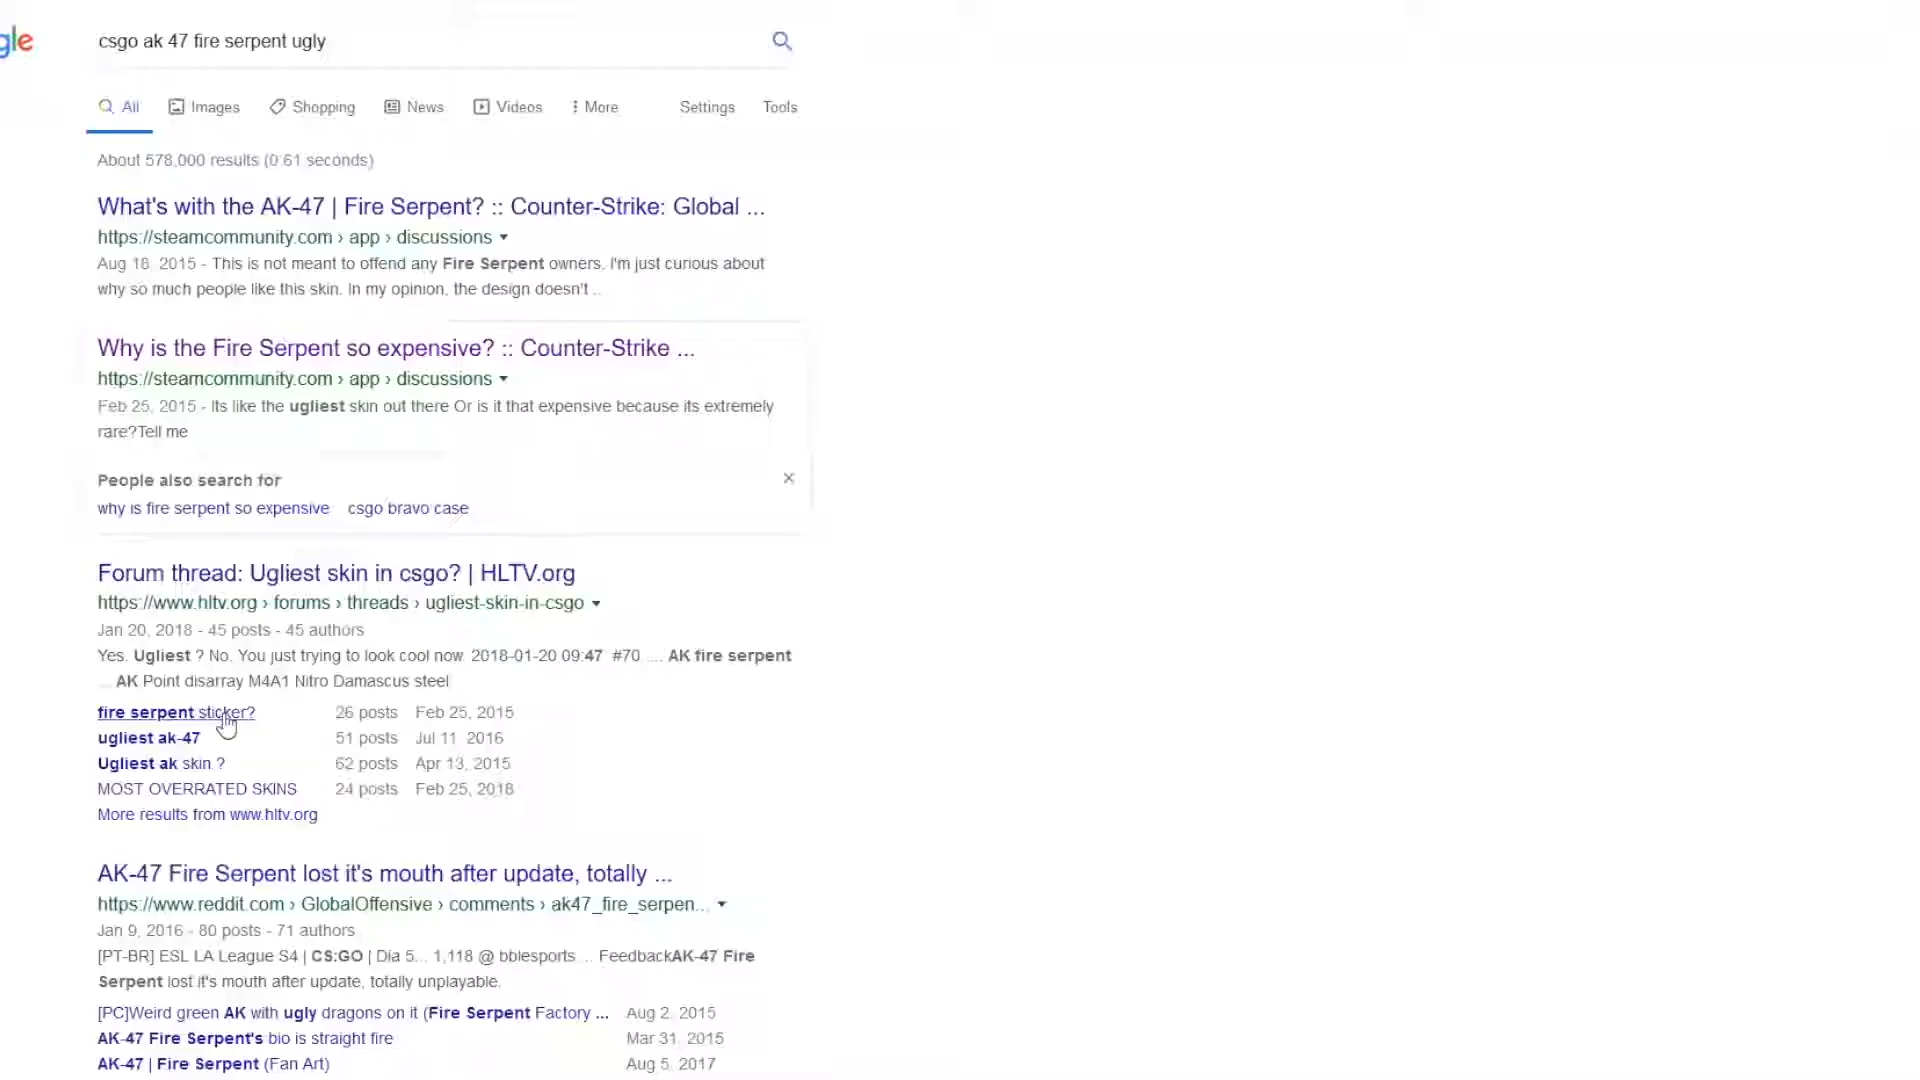 gle
csgo ak 47 fire serpent ugly
All Images Shopping News Videos More Settings Tools
About 578,000 results (0.61 seconds)
What's with the AK-47 | Fire Serpent? :: Counter-Strike: Global ...
https://steamcommunity.com › app › discussions
Aug 18, 2015 - This is not meant to offend any Fire Serpent owners. I'm just curious about
why so much people like this skin. In my opinion, the design doesn't ...
Why is the Fire Serpent so expensive? :: Counter-Strike ...
https://steamcommunity.com › app › discussions
Feb 25, 2015 - Its like the ugliest skin out there Or is it that expensive because its extremely
rare?Tell me
People also search for
why is fire serpent so expensive csgo bravo case
Forum thread: Ugliest skin in csgo? | HLTV.org
https://www.hltv.org › forums › threads › ugliest-skin-in-csgo
Jan 20, 2018 - 45 posts - 45 authors
Yes. Ugliest ? No. You just trying to look cool now. 2018-01-20 09:47 #70 .... AK fire serpent
... AK Point disarray M4A1 Nitro Damascus steel
fire serpent sticker? 26 posts Feb 25, 2015
ugliest ak-47 51 posts Jul 11, 2016
Ugliest ak skin ? 62 posts Apr 13, 2015
MOST OVERRATED SKINS 24 posts Feb 25, 2018
More results from www.hltv.org
AK-47 Fire Serpent lost it's mouth after update, totally ...
https://www.reddit.com › GlobalOffensive › comments › ak47_fire_serpen...
Jan 9, 2016 - 80 posts - 71 authors
[PT-BR] ESL LA League S4 | CS:GO | Dia 5... 1,118 @ bblesports ... FeedbackAK-47 Fire
Serpent lost it's mouth after update, totally unplayable.
[PC]Weird green AK with ugly dragons on it (Fire Serpent Factory ... Aug 2, 2015
AK-47 Fire Serpent's bio is straight fire Mar 31, 2015
AK-47 | Fire Serpent (Fan Art) Aug 5, 2017